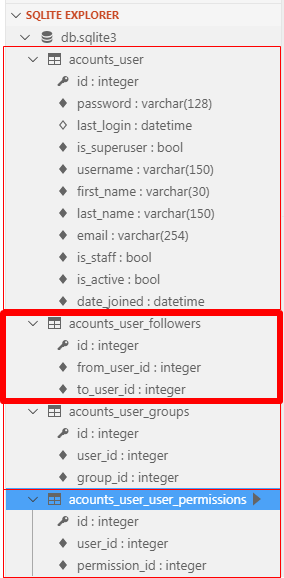 SQLITE EXPLORER
db.sqlite3
acounts_user
id : integer
password : varchar(128)
last_login : datetime
is_superuser : bool
username : varchar(150)
first_name : varchar(30)
last_name : varchar(150)
email : varchar(254)
is_staff : bool
is_active : bool
date_joined : datetime
acounts_user_followers
id : integer
from_user_id : integer
to_user_id : integer
acounts_user_groups
id : integer
user_id : integer
group_id : integer
acounts_user_user_permissions
id : integer
user_id : integer
permission_id : integer